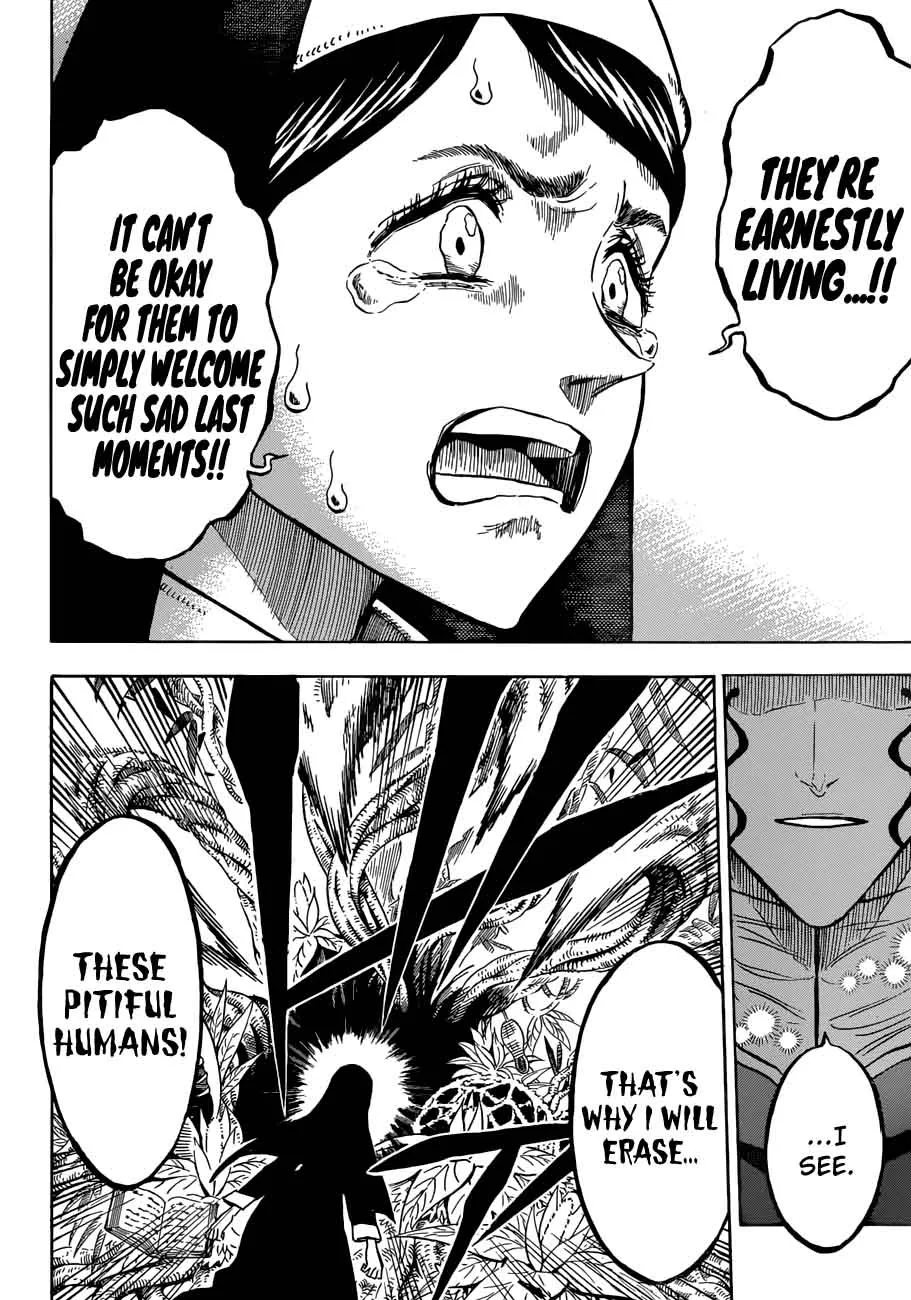 THEY'RE
EARNESTLY
LIVING...!!
IT CAN'T
BE OKAY
FOR THEM TO
SIMPLY WELCOME
SUCH SAD LAST
MOMENTS!!
...I
SEE.
THAT'S
WHY I WILL
ERASE...
THESE
PITIFUL
HUMANS!